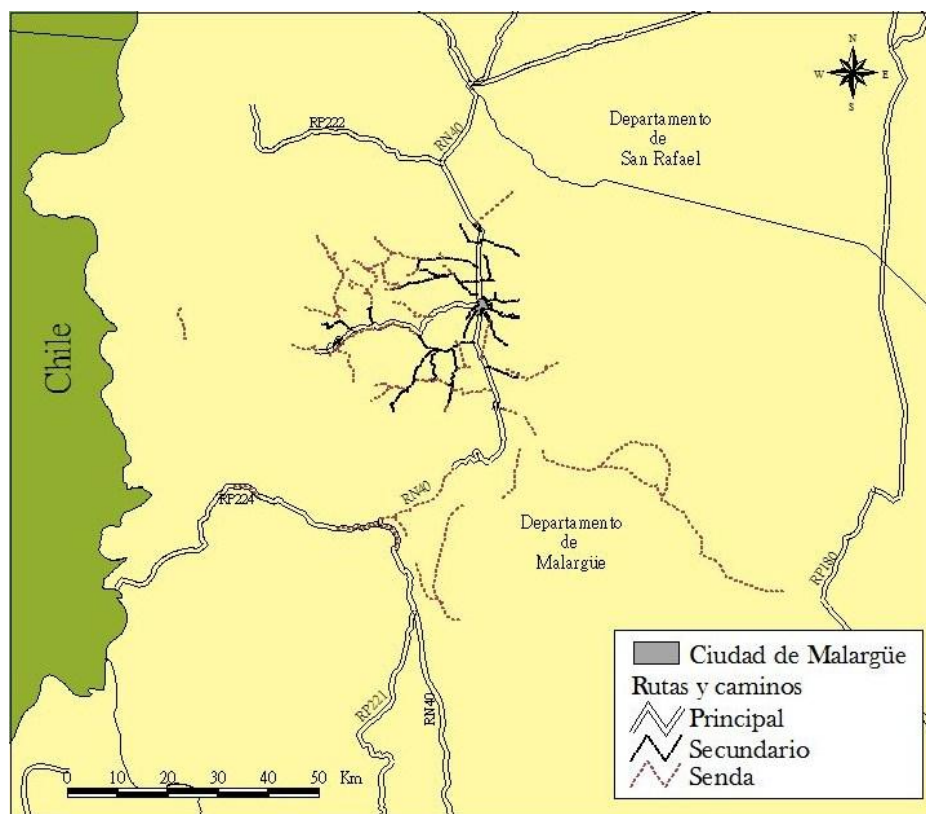 N
W E
S
Departamento
de
San Rafael
RP222
RN40
Chile
RN40
RP224
Departamento
de
Malargüe
RP180
RP221
RN40
Ciudad de Malargüe
Rutas y caminos
Principal
Secundario
Senda
0 10 20 30 40 50 Km